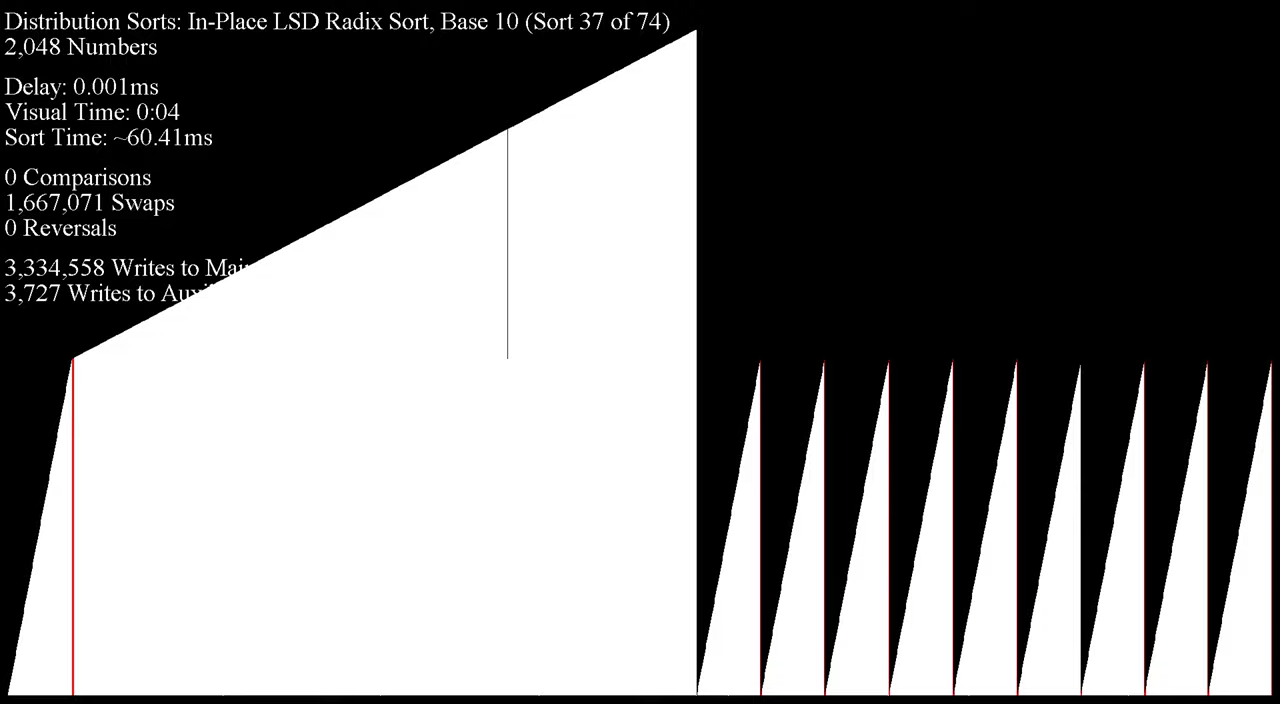 Distribution Sorts: In-Place LSD Radix Sort, Base 10 (Sort 37 of 74)
2,048 Numbers
Delay: 0.001ms
Visual Time: 0:04
Sort Time: ~60.41ms
0 Comparisons
1,667,071 Swaps
0 Reversals
3,334,558 Writes to
3,727 Writes to